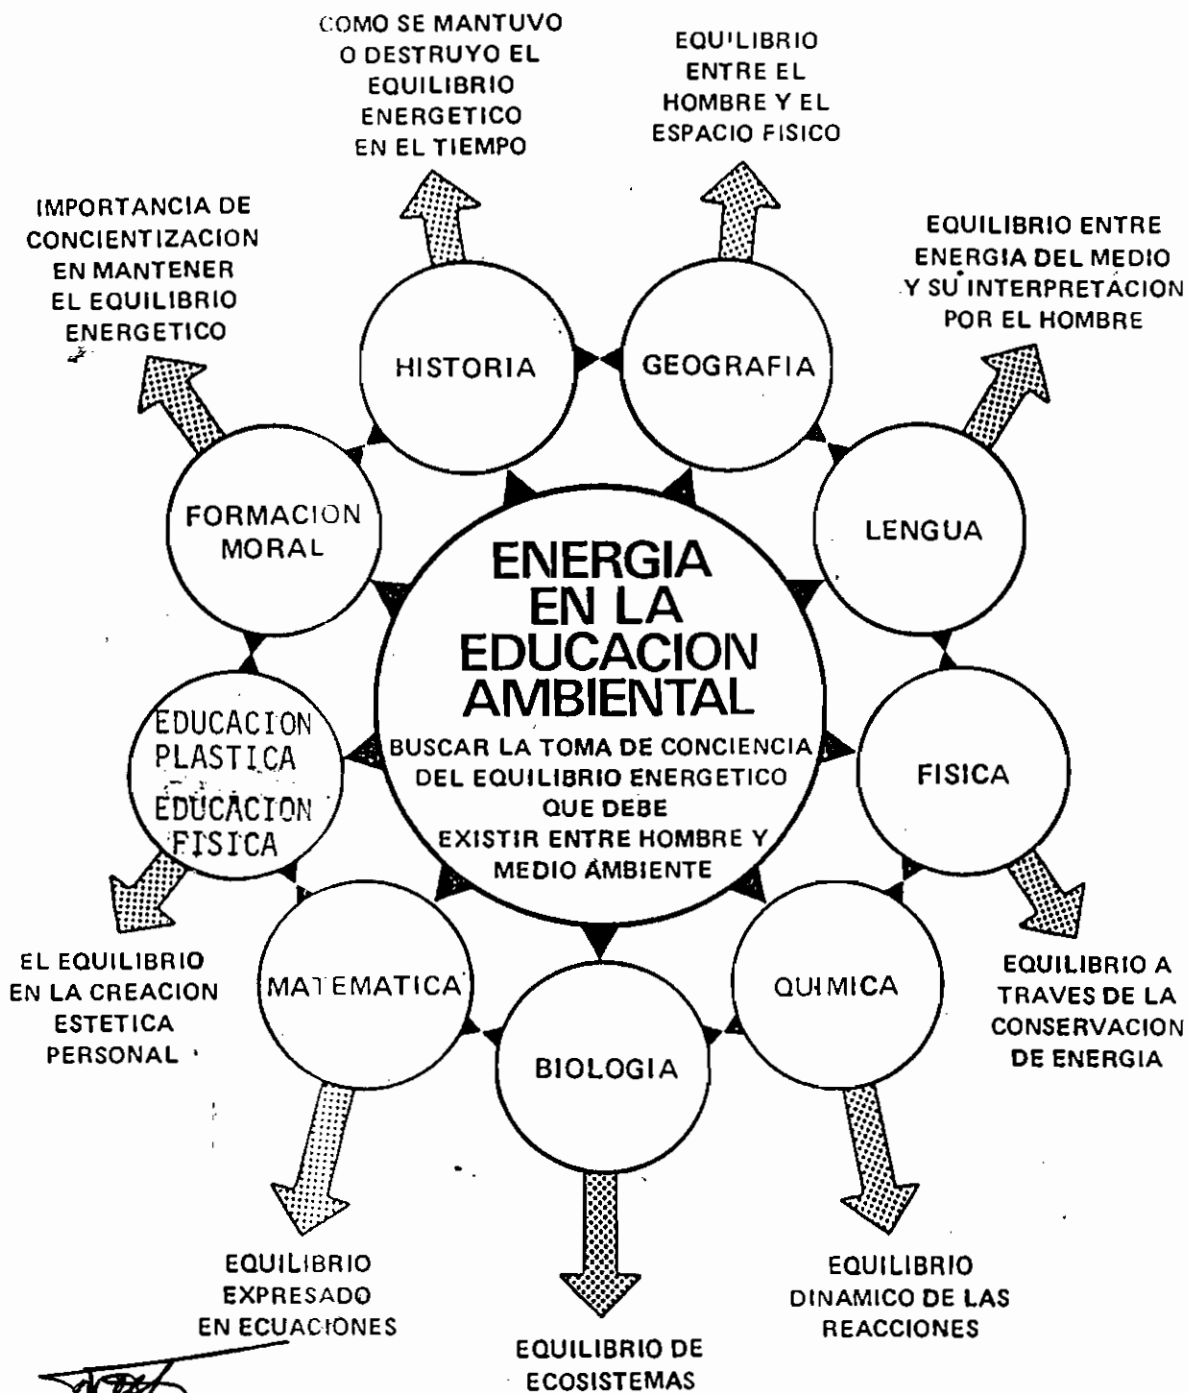 COMO SE MANTUVO
O DESTRUYO EL
EQUILIBRIO
ENERGETICO
EN EL TIEMPO
EQUILIBRIO
ENTRE EL
HOMBRE Y EL
ESPACIO FISICO
IMPORTANCIA DE
CONCIENTIZACION
EN MANTENER
EL EQUILIBRIO
ENERGETICO
EQUILIBRIO ENTRE
ENERGIA DEL MEDIO
Y SU INTERPRETACION
POR EL HOMBRE
HISTORIA
GEOGRAFIA
FORMACION
MORAL
LENGUA
ENERGIA
EN LA
EDUCACION
AMBIENTAL
BUSCAR LA TOMA DE CONCIENCIA
DEL EQUILIBRIO ENERGETICO
QUE DEBE
EXISTIR ENTRE HOMBRE Y
MEDIO AMBIENTE
EDUCACION
PLASTICA
EDUCACION
FISICA
FISICA
MATEMATICA
QUIMICA
BIOLOGIA
EL EQUILIBRIO
EN LA CREACION
ESTETICA
PERSONAL
EQUILIBRIO A
TRAVES DE LA
CONSERVACION
DE ENERGIA
EQUILIBRIO
EXPRESADO
EN ECUACIONES
EQUILIBRIO DE
ECOSISTEMAS
EQUILIBRIO
DINAMICO DE LAS
REACCIONES